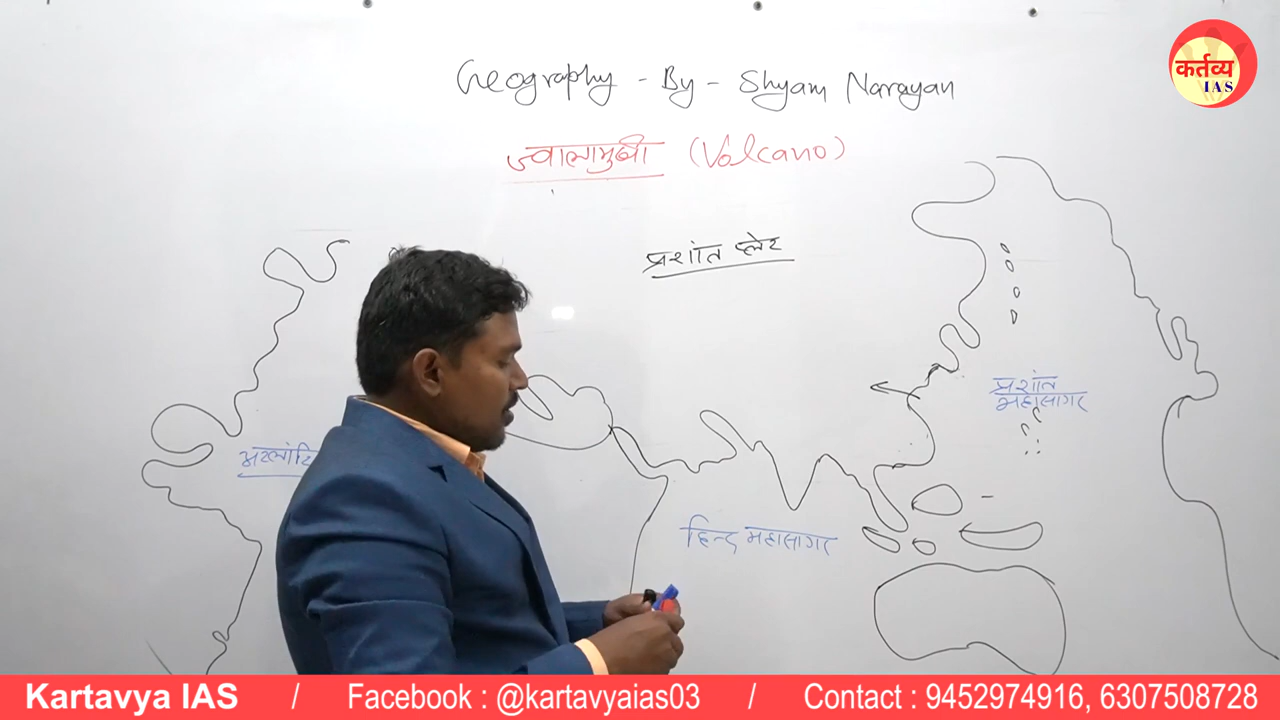 Geography - By - Shyam Narayan
कर्तव्य
IAS
ज्वालामुखी (Volcano)
प्रशांत प्लेट
प्रशांत
महासागर
हिन्द महासागर
Kartavya IAS / Facebook : @kartavyaias03 / Contact : 9452974916, 6307508728